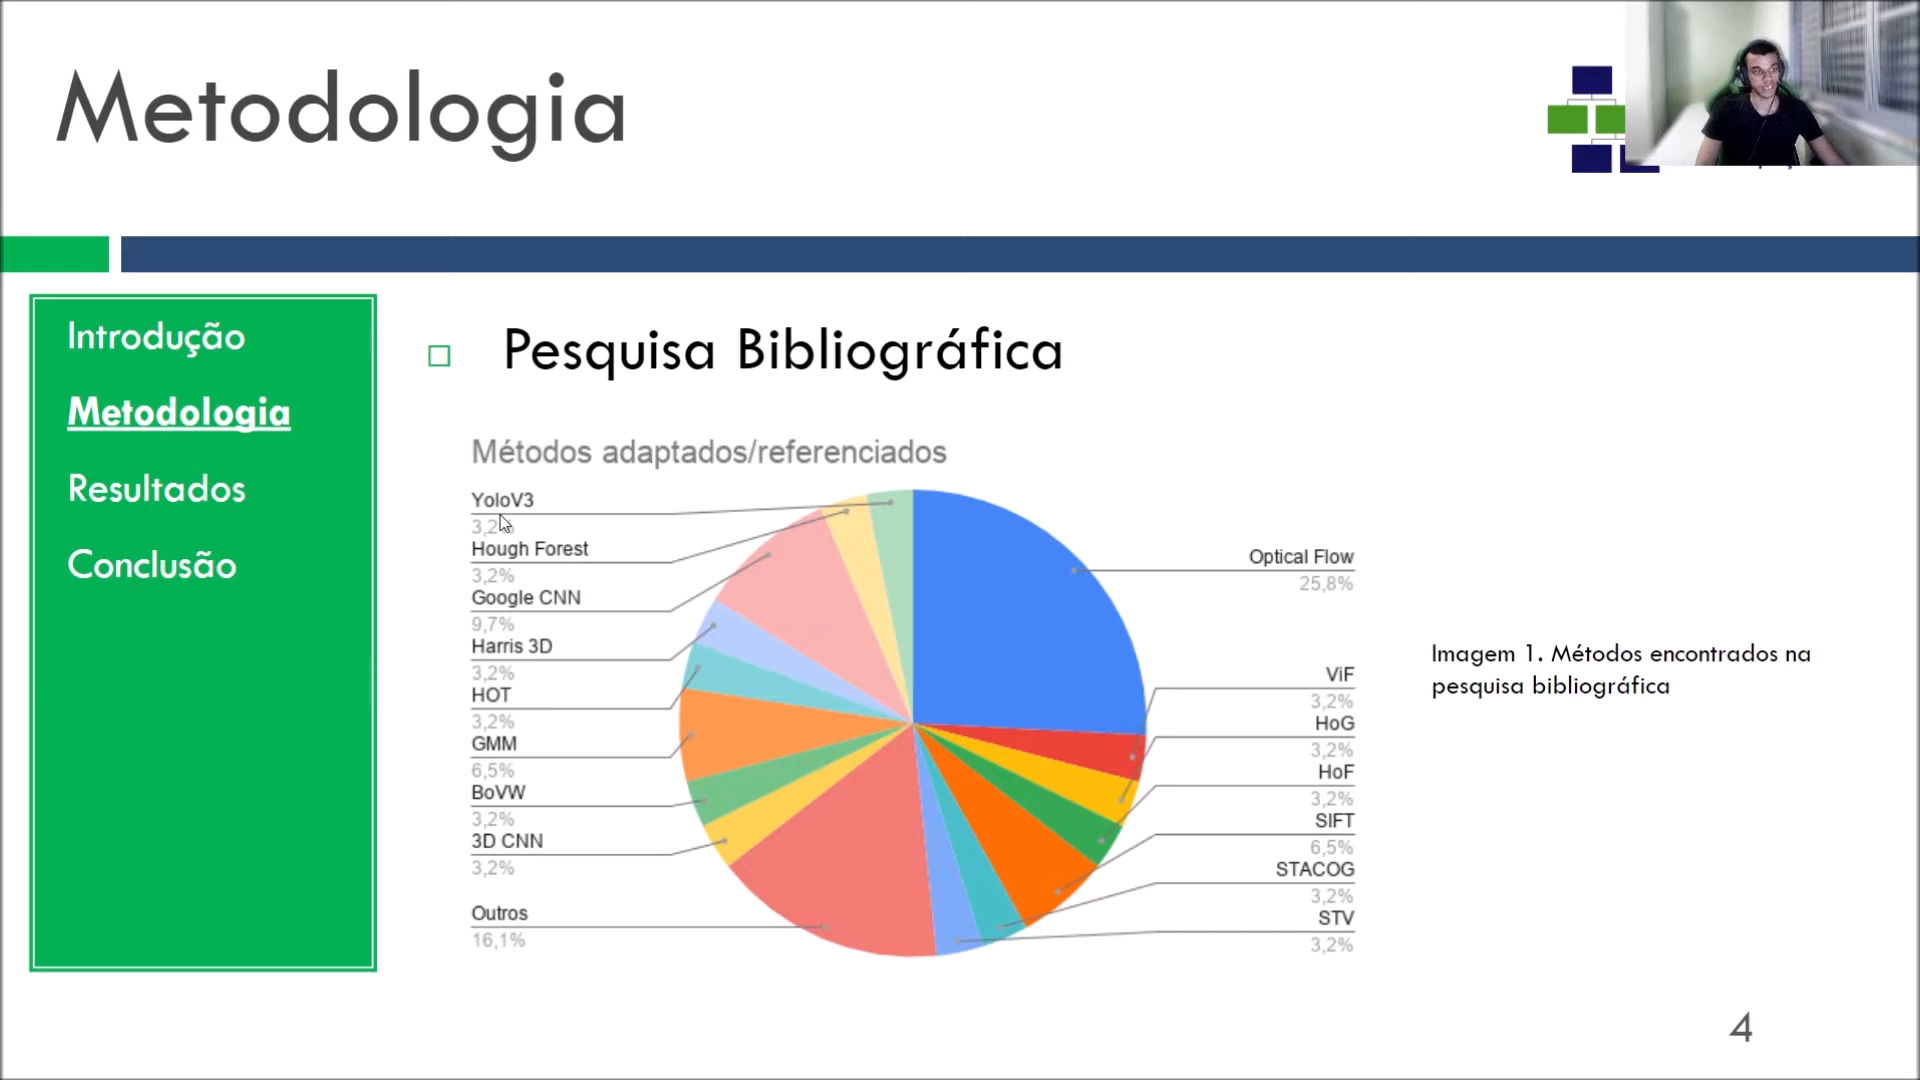 Metodologia
Introdução
Metodologia
Resultados
Conclusão
Pesquisa Bibliográfica
Métodos adaptados/referenciados
YoloV3
Hough Forest
3,2%
Google CNN
9,7%
Harris 3D
3,2%
HOT
3,2%
GMM
6,5%
BoVW
3,2%
3D CNN
3,2%
Outros
16,1%
Optical Flow
25,8%
ViF
3,2%
HoG
3,2%
HoF
3,2%
SIFT
6,5%
STACOG
3,2%
STV
3,2%
Imagem 1. Métodos encontrados na
pesquisa bibliográfica
4